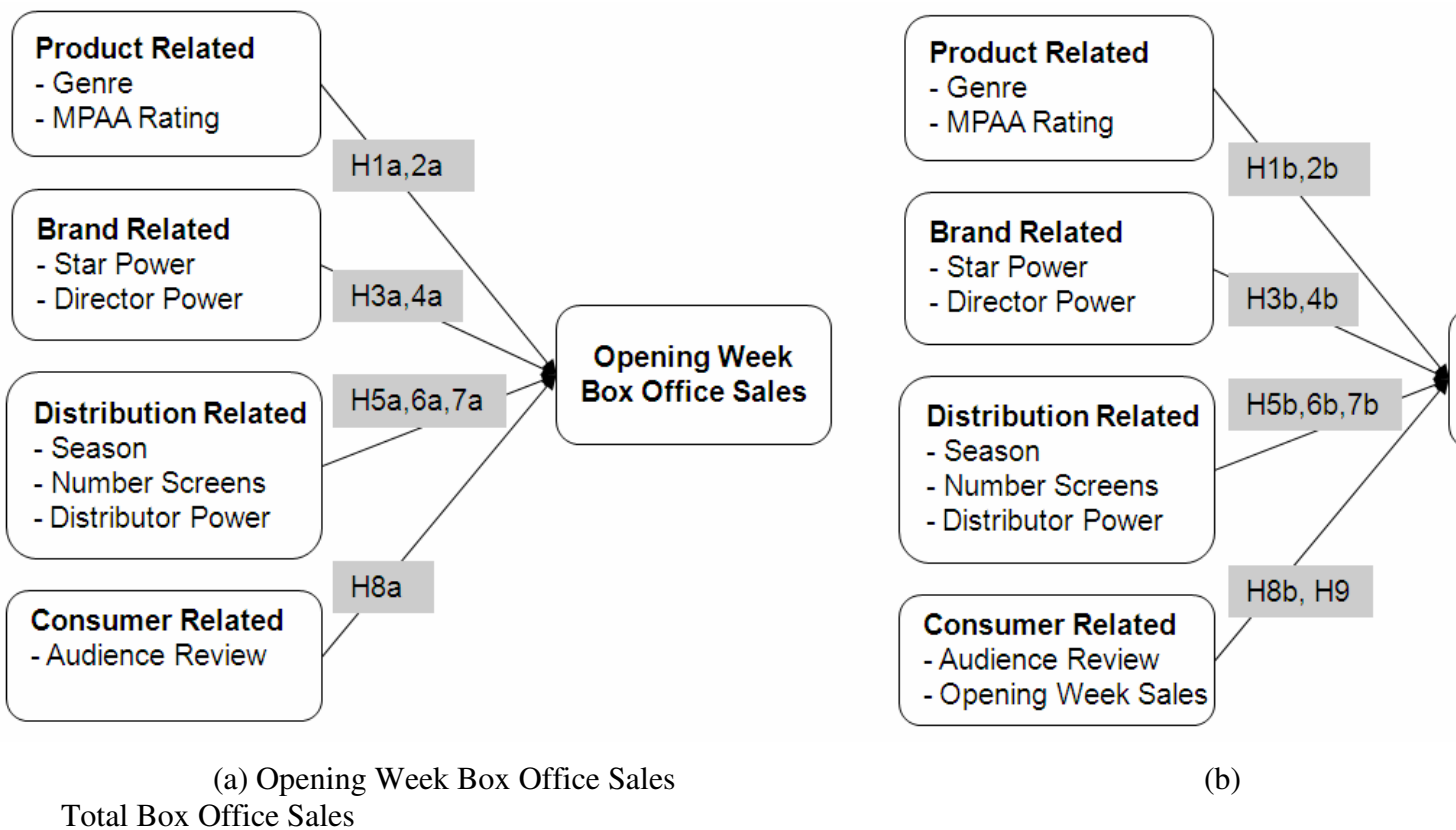 Product Related
- Genre
- MPAA Rating
H1a,2a
Brand Related
- Star Power
- Director Power
H3a,4a
Opening Week
Box Office Sales
Distribution Related
- Season
- Number Screens
- Distributor Power
H5a,6a,7a
H8a
Consumer Related
- Audience Review
Product Related
- Genre
- MPAA Rating
H1b,2b
Brand Related
- Star Power
- Director Power
H3b,4b
Distribution Related
- Season
- Number Screens
- Distributor Power
H5b,6b,7b
H8b, H9
Consumer Related
- Audience Review
- Opening Week Sales
(a) Opening Week Box Office Sales
(b)
Total Box Office Sales